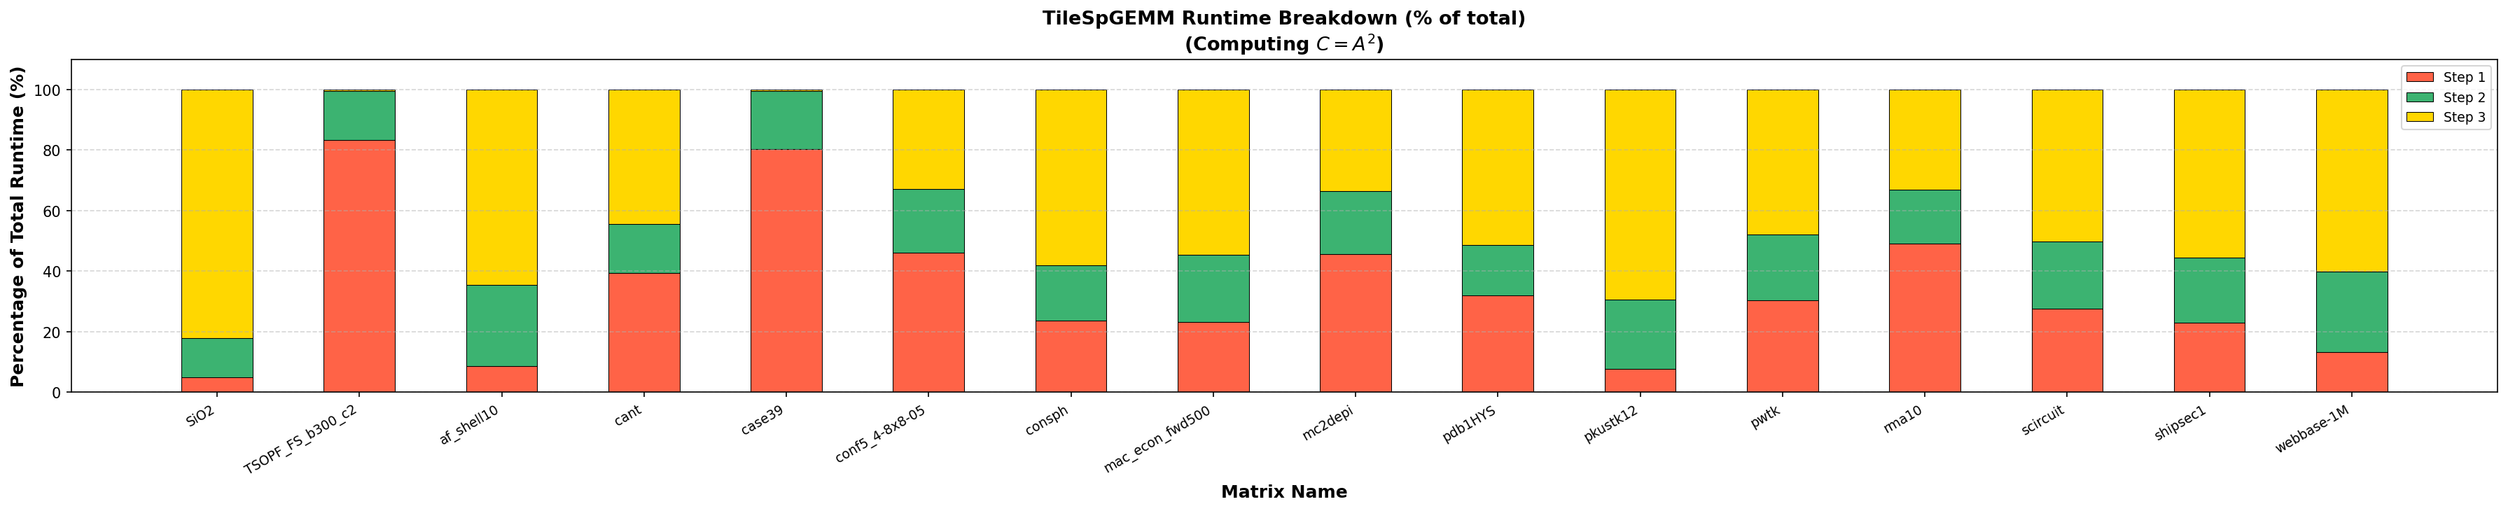 TileSpGEMM Runtime Breakdown (% of total)
(Computing C = A²)
Percentage of Total Runtime (%)
100
80
60
40
20
0
Step 1
Step 2
Step 3
SiO2
TSOPF_FS_b300_c2
af_shell10
cant
case39
conf5_4-8x8-05
consph
mac_econ_fwd500
mc2depi
pdb1HYS
pkustk12
pwtk
rma10
scircuit
shipsec1
webbase-1M
Matrix Name